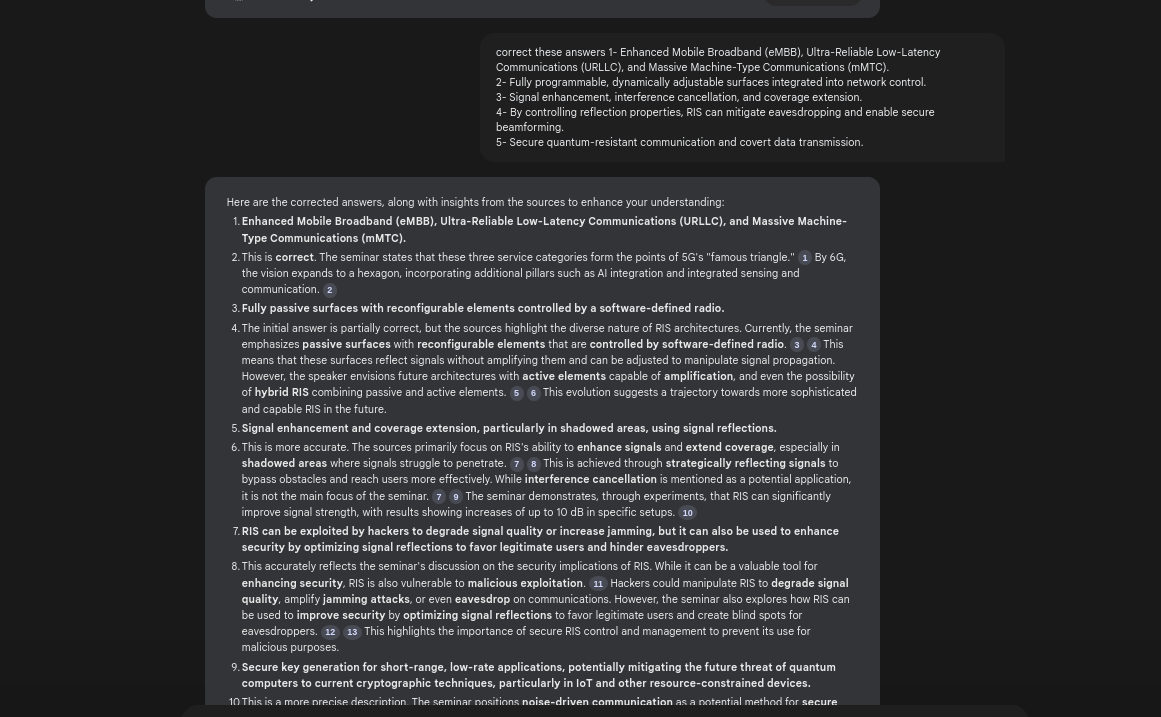 correct these answers 1- Enhanced Mobile Broadband (eMBB), Ultra-Reliable Low-Latency
Communications (URLLC), and Massive Machine-Type Communications (mMTC).
2- Fully programmable, dynamically adjustable surfaces integrated into network control.
3- Signal enhancement, interference cancellation, and coverage extension.
4- By controlling reflection properties, RIS can mitigate eavesdropping and enable secure
beamforming.
5- Secure quantum-resistant communication and covert data transmission.
Here are the corrected answers, along with insights from the sources to enhance your understanding:
1. Enhanced Mobile Broadband (eMBB), Ultra-Reliable Low-Latency Communications (URLLC), and Massive Machine-
Type Communications (mMTC).
2. This is correct. The seminar states that these three service categories form the points of 5G's "famous triangle." 1 By 6G,
the vision expands to a hexagon, incorporating additional pillars such as AI integration and integrated sensing and
communication. 2
3. Fully passive surfaces with reconfigurable elements controlled by a software-defined radio.
4. The initial answer is partially correct, but the sources highlight the diverse nature of RIS architectures. Currently, the seminar
emphasizes passive surfaces with reconfigurable elements that are controlled by software-defined radio. 3 4 This
means that these surfaces reflect signals without amplifying them and can be adjusted to manipulate signal propagation.
However, the speaker envisions future architectures with active elements capable of amplification, and even the possibility
of hybrid RIS combining passive and active elements. 5 6 This evolution suggests a trajectory towards more sophisticated
and capable RIS in the future.
5. Signal enhancement and coverage extension, particularly in shadowed areas, using signal reflections.
6. This is more accurate. The sources primarily focus on RIS's ability to enhance signals and extend coverage, especially in
shadowed areas where signals struggle to penetrate. 7 8 This is achieved through strategically reflecting signals to
bypass obstacles and reach users more effectively. While interference cancellation is mentioned as a potential application,
it is not the main focus of the seminar. 7 9 The seminar demonstrates, through experiments, that RIS can significantly
improve signal strength, with results showing increases of up to 10 dB in specific setups. 10
7. RIS can be exploited by hackers to degrade signal quality or increase jamming, but it can also be used to enhance
security by optimizing signal reflections to favor legitimate users and hinder eavesdroppers.
8. This accurately reflects the seminar's discussion on the security implications of RIS. While it can be a valuable tool for
enhancing security, RIS is also vulnerable to malicious exploitation. 11 Hackers could manipulate RIS to degrade signal
quality, amplify jamming attacks, or even eavesdrop on communications. However, the seminar also explores how RIS can
be used to improve security by optimizing signal reflections to favor legitimate users and create blind spots for
eavesdroppers. 12 13 This highlights the importance of secure RIS control and management to prevent its use for
malicious purposes.
9. Secure key generation for short-range, low-rate applications, potentially mitigating the future threat of quantum
computers to current cryptographic techniques, particularly in IoT and other resource-constrained devices.
10 This is a more precise description. The seminar positions noise-driven communication as a potential method for secure